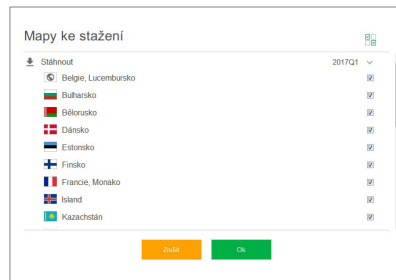 Mapy ke stažení
Stáhnout 2017Q1
Belgie, Lucembursko
Bulharsko
Bělorusko
Dánsko
Estonsko
Finsko
Francie, Monako
Island
Kazachstán
Zrušit Ok